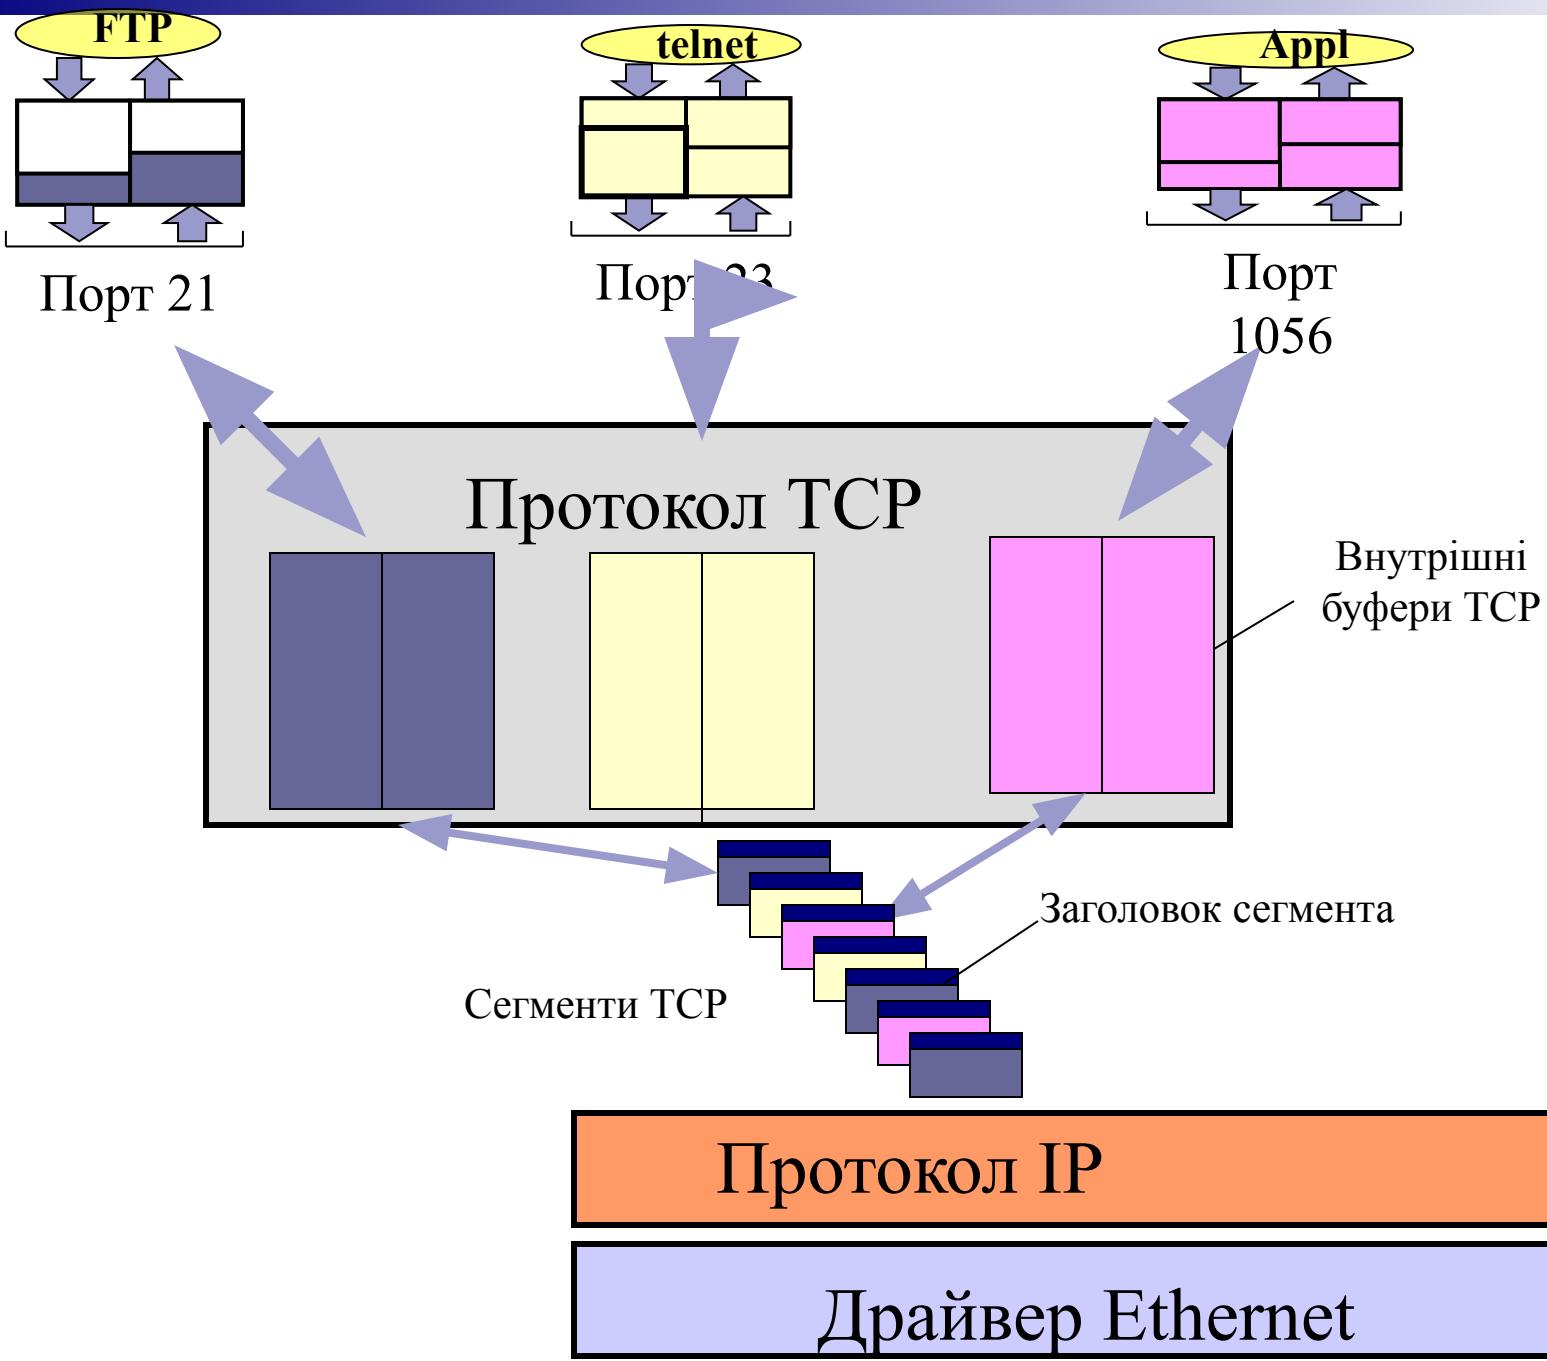 FTP
telnet
Appl
Порт 21
Порт 23
Порт
1056
Протокол TCP
Внутрішні
буфери TCP
Заголовок сегмента
Сегменти TCP
Протокол IP
Драйвер Ethernet